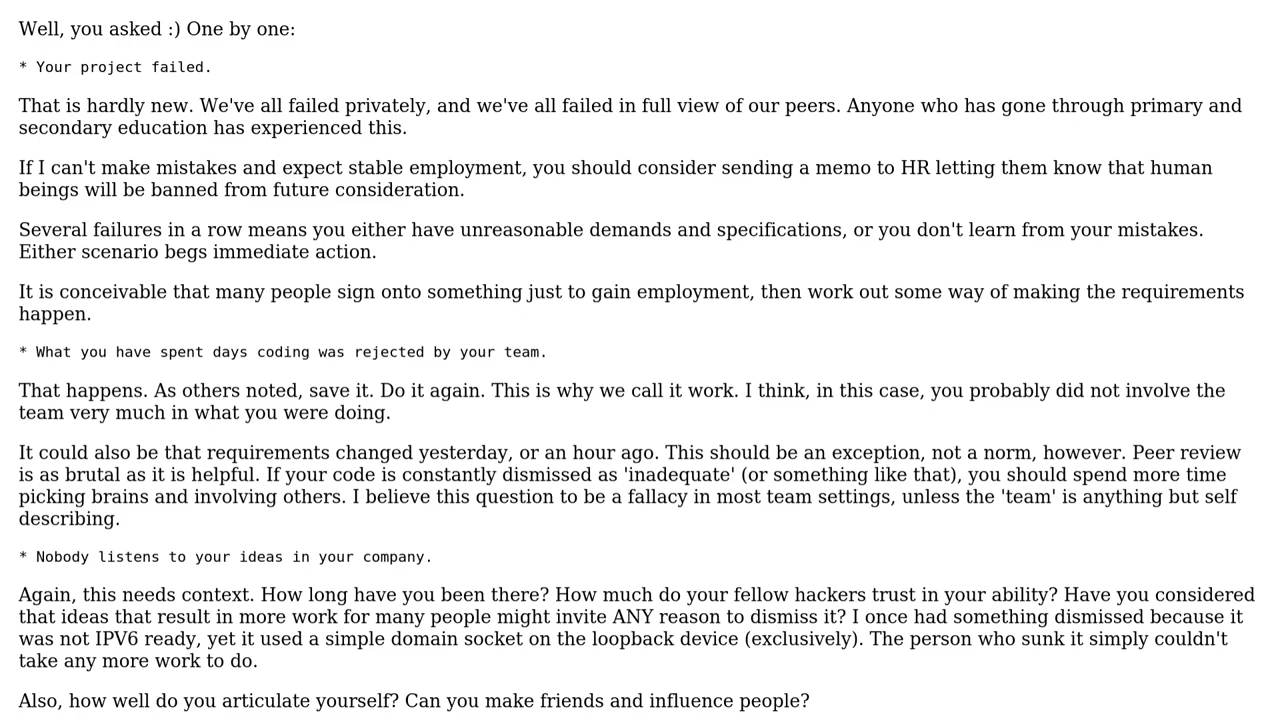 Well, you asked :) One by one:
* Your project failed.
That is hardly new. We've all failed privately, and we've all failed in full view of our peers. Anyone who has gone through primary and
secondary education has experienced this.
If I can't make mistakes and expect stable employment, you should consider sending a memo to HR letting them know that human
beings will be banned from future consideration.
Several failures in a row means you either have unreasonable demands and specifications, or you don't learn from your mistakes.
Either scenario begs immediate action.
It is conceivable that many people sign onto something just to gain employment, then work out some way of making the requirements
happen.
* What you have spent days coding was rejected by your team.
That happens. As others noted, save it. Do it again. This is why we call it work. I think, in this case, you probably did not involve the
team very much in what you were doing.
It could also be that requirements changed yesterday, or an hour ago. This should be an exception, not a norm, however. Peer review
is as brutal as it is helpful. If your code is constantly dismissed as 'inadequate' (or something like that), you should spend more time
picking brains and involving others. I believe this question to be a fallacy in most team settings, unless the 'team' is anything but self
describing.
* Nobody listens to your ideas in your company.
Again, this needs context. How long have you been there? How much do your fellow hackers trust in your ability? Have you considered
that ideas that result in more work for many people might invite ANY reason to dismiss it? I once had something dismissed because it
was not IPV6 ready, yet it used a simple domain socket on the loopback device (exclusively). The person who sunk it simply couldn't
take any more work to do.
Also, how well do you articulate yourself? Can you make friends and influence people?